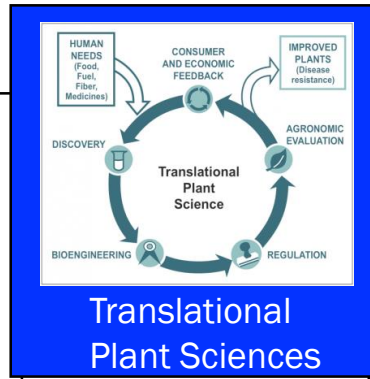 HUMAN
NEEDS
(Food,
Fuel,
Fiber,
Medicines)
CONSUMER
AND ECONOMIC
FEEDBACK
IMPROVED
PLANTS
(Disease
resistance)
DISCOVERY
AGRONOMIC
EVALUATION
Translational
Plant
Science
BIOENGINEERING
REGULATION
Translational
Plant Sciences